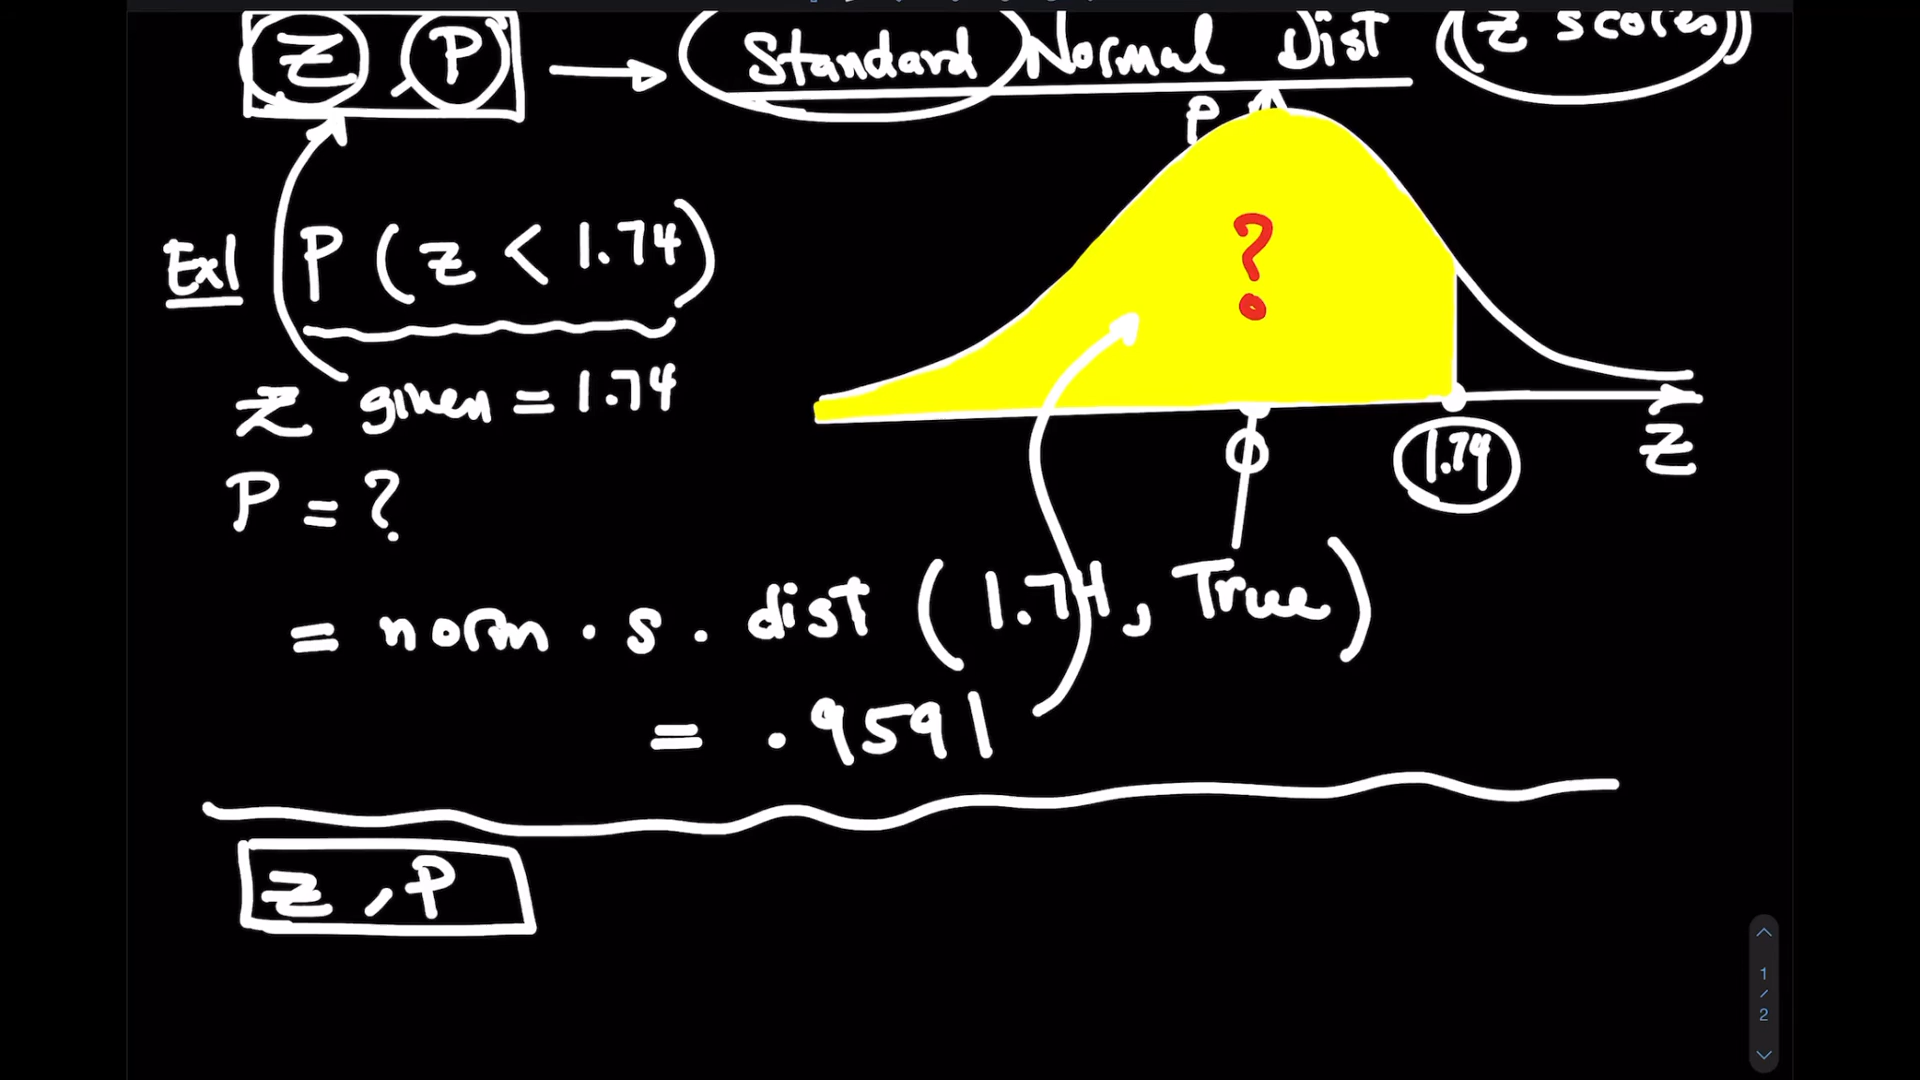 z , P → Standard Normal Dist (z scores)
P
Ex1 P ( z < 1.74 )
?
z given = 1.74
0 1.74 z
P = ?
= norm . s . dist ( 1.74 , True )
= .9591
z , P
1
/
2